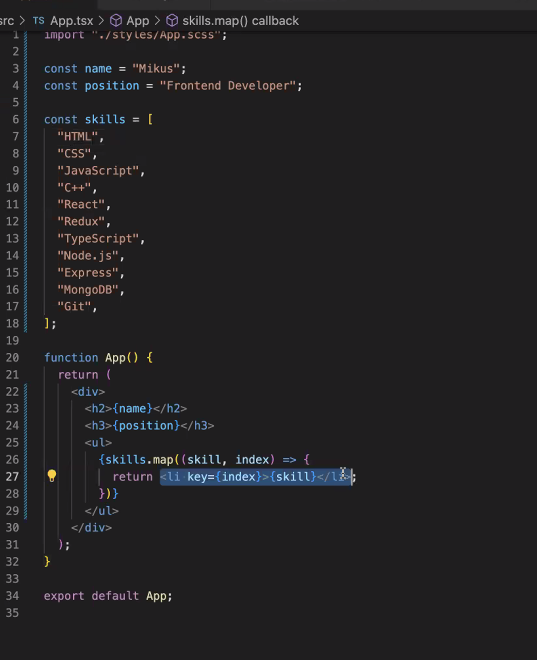 src > TS App.tsx > App > skills.map() callback
1 import "./styles/App.scss";
2
3 const name = "Mikus";
4 const position = "Frontend Developer";
5
6 const skills = [
7 "HTML",
8 "CSS",
9 "JavaScript",
10 "C++",
11 "React",
12 "Redux",
13 "TypeScript",
14 "Node.js",
15 "Express",
16 "MongoDB",
17 "Git",
18 ];
19
20 function App() {
21 return (
22 <div>
23 <h2>{name}</h2>
24 <h3>{position}</h3>
25 <ul>
26 {skills.map((skill, index) => {
27 return <li key={index}>{skill}</li>;
28 })}
29 </ul>
30 </div>
31 );
32 }
33
34 export default App;
35